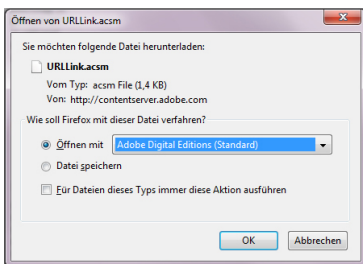 Öffnen von URLLink.acsm
Sie möchten folgende Datei herunterladen:
URLLink.acsm
Vom Typ: acsm File (1,4 KB)
Von: http://contentserver.adobe.com
Wie soll Firefox mit dieser Datei verfahren?
Öffnen mit Adobe Digital Editions (Standard)
Datei speichern
Für Dateien dieses Typs immer diese Aktion ausführen
OK Abbrechen